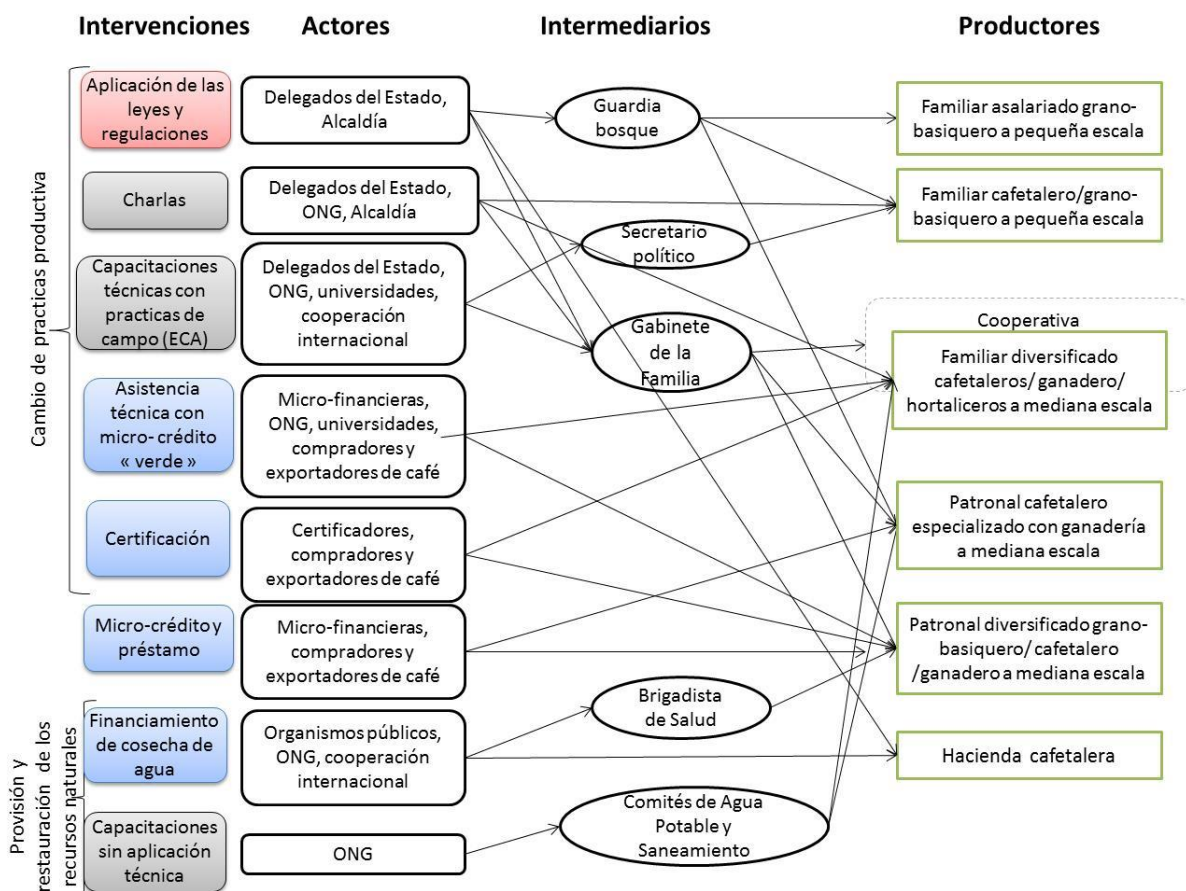 Intervenciones
Actores
Intermediarios
Productores
Cambio de practicas productiva
Aplicación de las
leyes y
regulaciones
Delegados del Estado,
Alcaldía
Guardia
bosque
Familiar asalariado grano-
basiquero a pequeña escala
Charlas
Delegados del Estado,
ONG, Alcaldía
Familiar cafetalero/grano-
basiquero a pequeña escala
Secretario
político
Capacitaciones
técnicas con
practicas de
campo (ECA)
Delegados del Estado,
ONG, universidades,
cooperación
internacional
Gabinete
de la
Familia
Cooperativa
Familiar diversificado
cafetaleros/ ganadero/
hortaliceros a mediana escala
Asistencia
técnica con
micro- crédito
« verde »
Micro-financieras,
ONG, universidades,
compradores y
exportadores de café
Certificación
Certificadores,
compradores y
exportadores de café
Patronal cafetalero
especializado con ganadería
a mediana escala
Micro-crédito y
préstamo
Micro-financieras,
compradores y
exportadores de café
Patronal diversificado grano-
basiquero/ cafetalero
/ganadero a mediana escala
Provisión y
restauración de los
recursos naturales
Financiamiento
de cosecha de
agua
Organismos públicos,
ONG, cooperación
internacional
Brigadista
de Salud
Hacienda cafetalera
Capacitaciones
sin aplicación
técnica
ONG
Comités de Agua
Potable y
Saneamiento